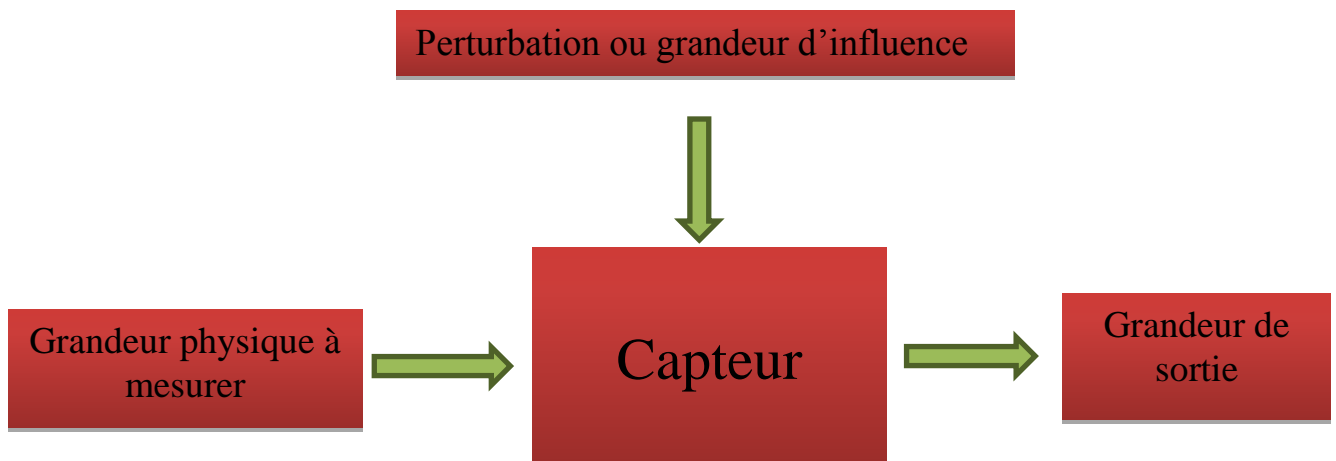 Perturbation ou grandeur d’influence
Grandeur physique à
mesurer
Capteur
Grandeur de
sortie